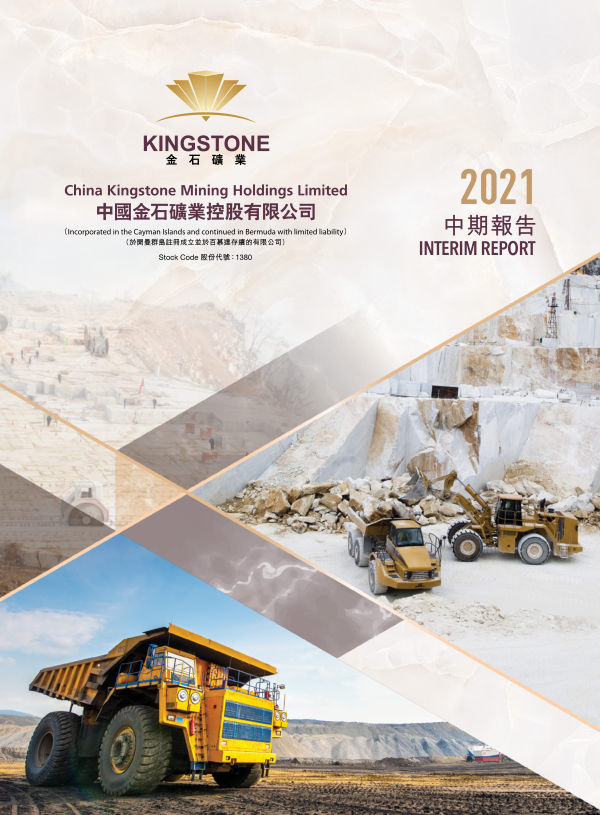 KINGSTONE
金石礦業
China Kingstone Mining Holdings Limited
中國金石礦業控股有限公司
(Incorporated in the Cayman Islands and continued in Bermuda with limited liability)
(於開曼群島註冊成立並於百慕達存續的有限公司)
Stock Code 股份代號：1380
2021
中期報告
INTERIM REPORT